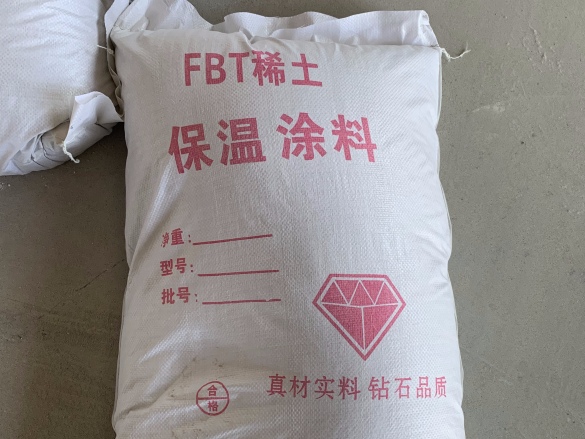 FBT稀土
保温涂料
净重:
型号:
批号:
真材实料 钻石品质
合格